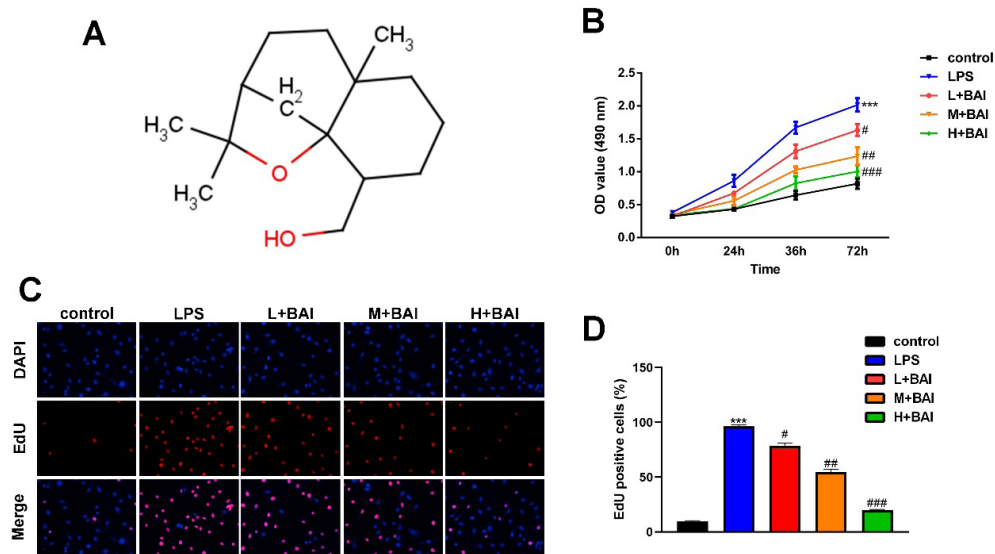 A
H₃C
CH₃
H₂
C
CH₃
O
HO
B
OD value (490 nm)
2.5
2.0
1.5
1.0
0.5
0.0
0h 24h 36h 72h
Time
***
#
##
###
control
LPS
L+BAI
M+BAI
H+BAI
C
control LPS L+BAI M+BAI H+BAI
DAPI
EdU
Merge
D
EdU positive cells (%)
150
100
50
0
***
#
##
###
control
LPS
L+BAI
M+BAI
H+BAI